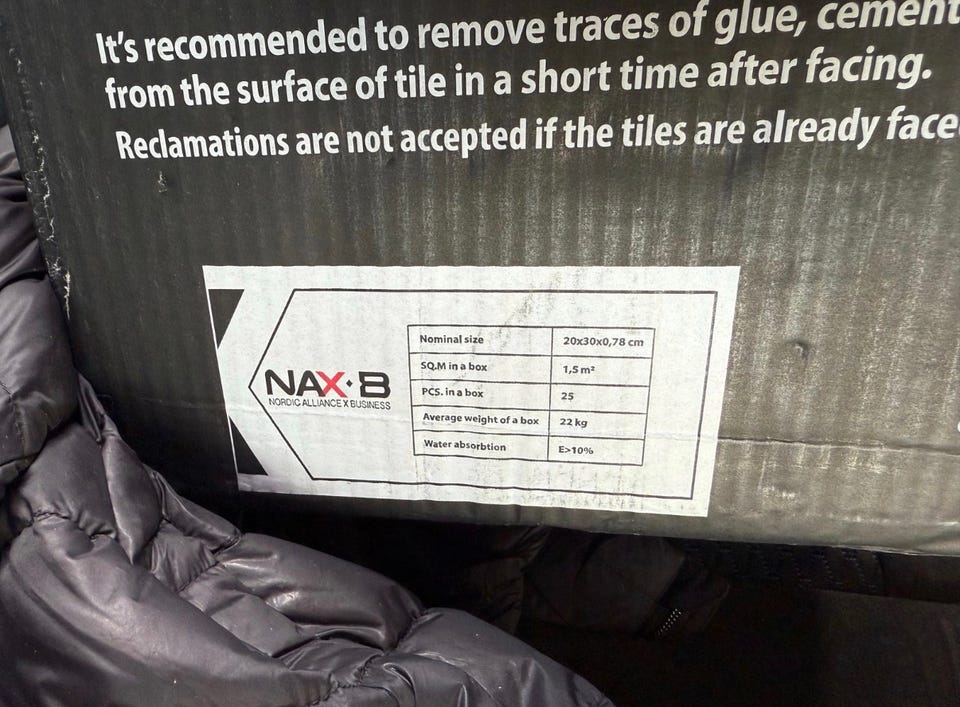 It's recommended to remove traces of glue, cement
from the surface of tile in a short time after facing.
Reclamations are not accepted if the tiles are already face
NAX·B
NORDIC ALLIANCE X BUSINESS
Nominal size 20x30x0,78 cm
SQ.M in a box 1,5 m²
PCS. in a box 25
Average weight of a box 22 kg
Water absorbtion E>10%